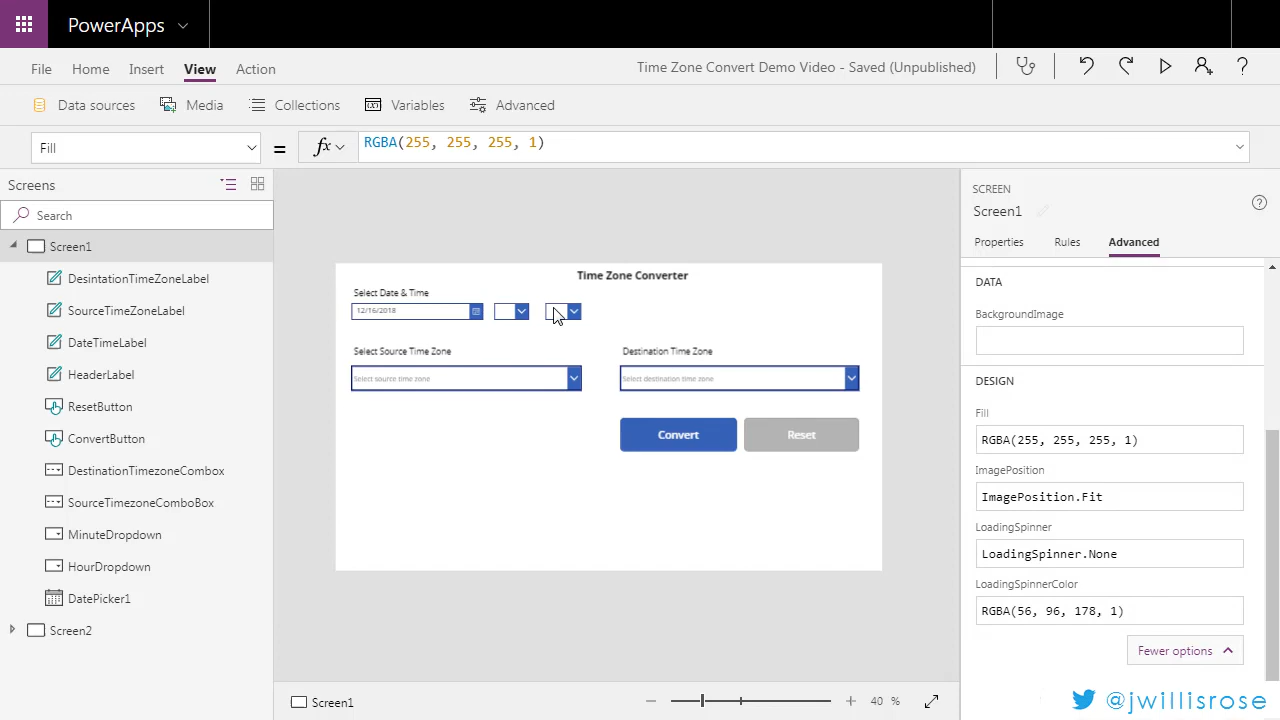 PowerApps
File Home Insert View Action
Time Zone Convert Demo Video - Saved (Unpublished)
?
Data sources Media Collections Variables Advanced
Fill = fx RGBA(255, 255, 255, 1)
Screens
Search
Screen1
DesintationTimeZoneLabel
SourceTimeZoneLabel
DateTimeLabel
HeaderLabel
ResetButton
ConvertButton
DestinationTimezoneCombox
SourceTimezoneComboBox
MinuteDropdown
HourDropdown
DatePicker1
Screen2
Time Zone Converter
Select Date & Time
12/16/2018
Select Source Time Zone Destination Time Zone
Select source time zone Select destination time zone
Convert Reset
Screen1
40 %
SCREEN
Screen1
?
Properties Rules Advanced
DATA
BackgroundImage
DESIGN
Fill
RGBA(255, 255, 255, 1)
ImagePosition
ImagePosition.Fit
LoadingSpinner
LoadingSpinner.None
LoadingSpinnerColor
RGBA(56, 96, 178, 1)
Fewer options
@jwillisrose